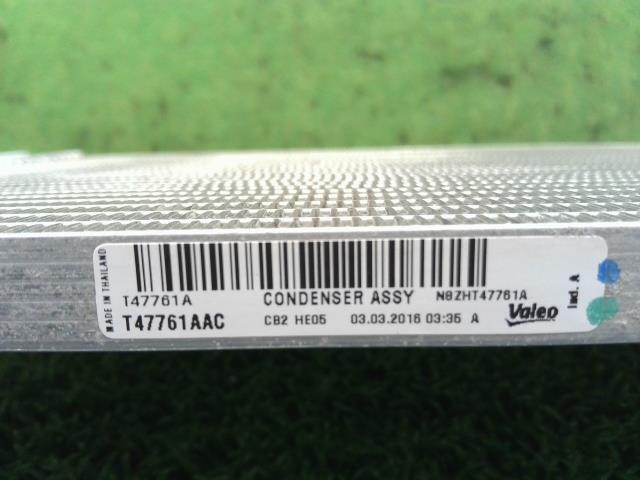 MADE IN THAILAND
T47761A CONDENSER ASSY N8ZHT47761A
T47761AAC CB2 HE05 03.03.2016 03:35 A Valeo
Ind. A